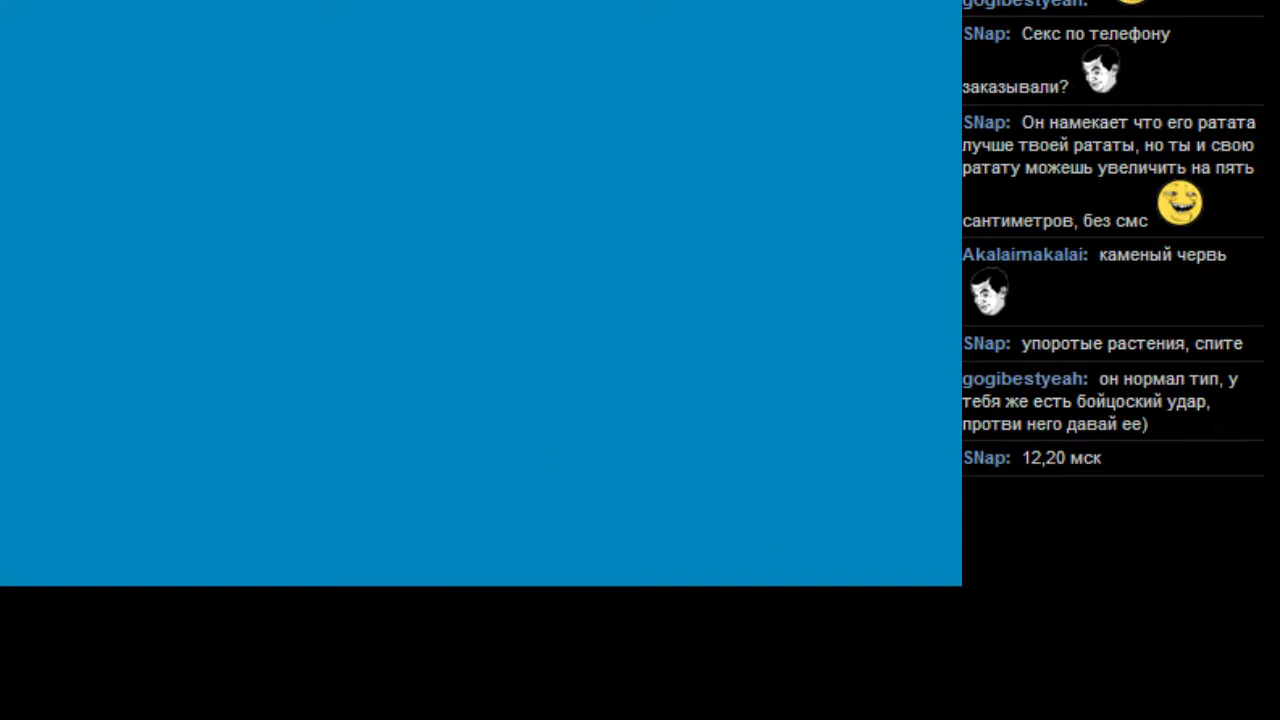 gogibestyeah:
SNap: Секс по телефону
заказывали?
SNap: Он намекает что его ратата
лучше твоей рататы, но ты и свою
ратату можешь увеличить на пять
сантиметров, без смс
Akalaimakalai: каменый червь
SNap: упоротые растения, спите
gogibestyeah: он нормал тип, у
тебя же есть бойцоский удар,
протви него давай ее)
SNap: 12,20 мск